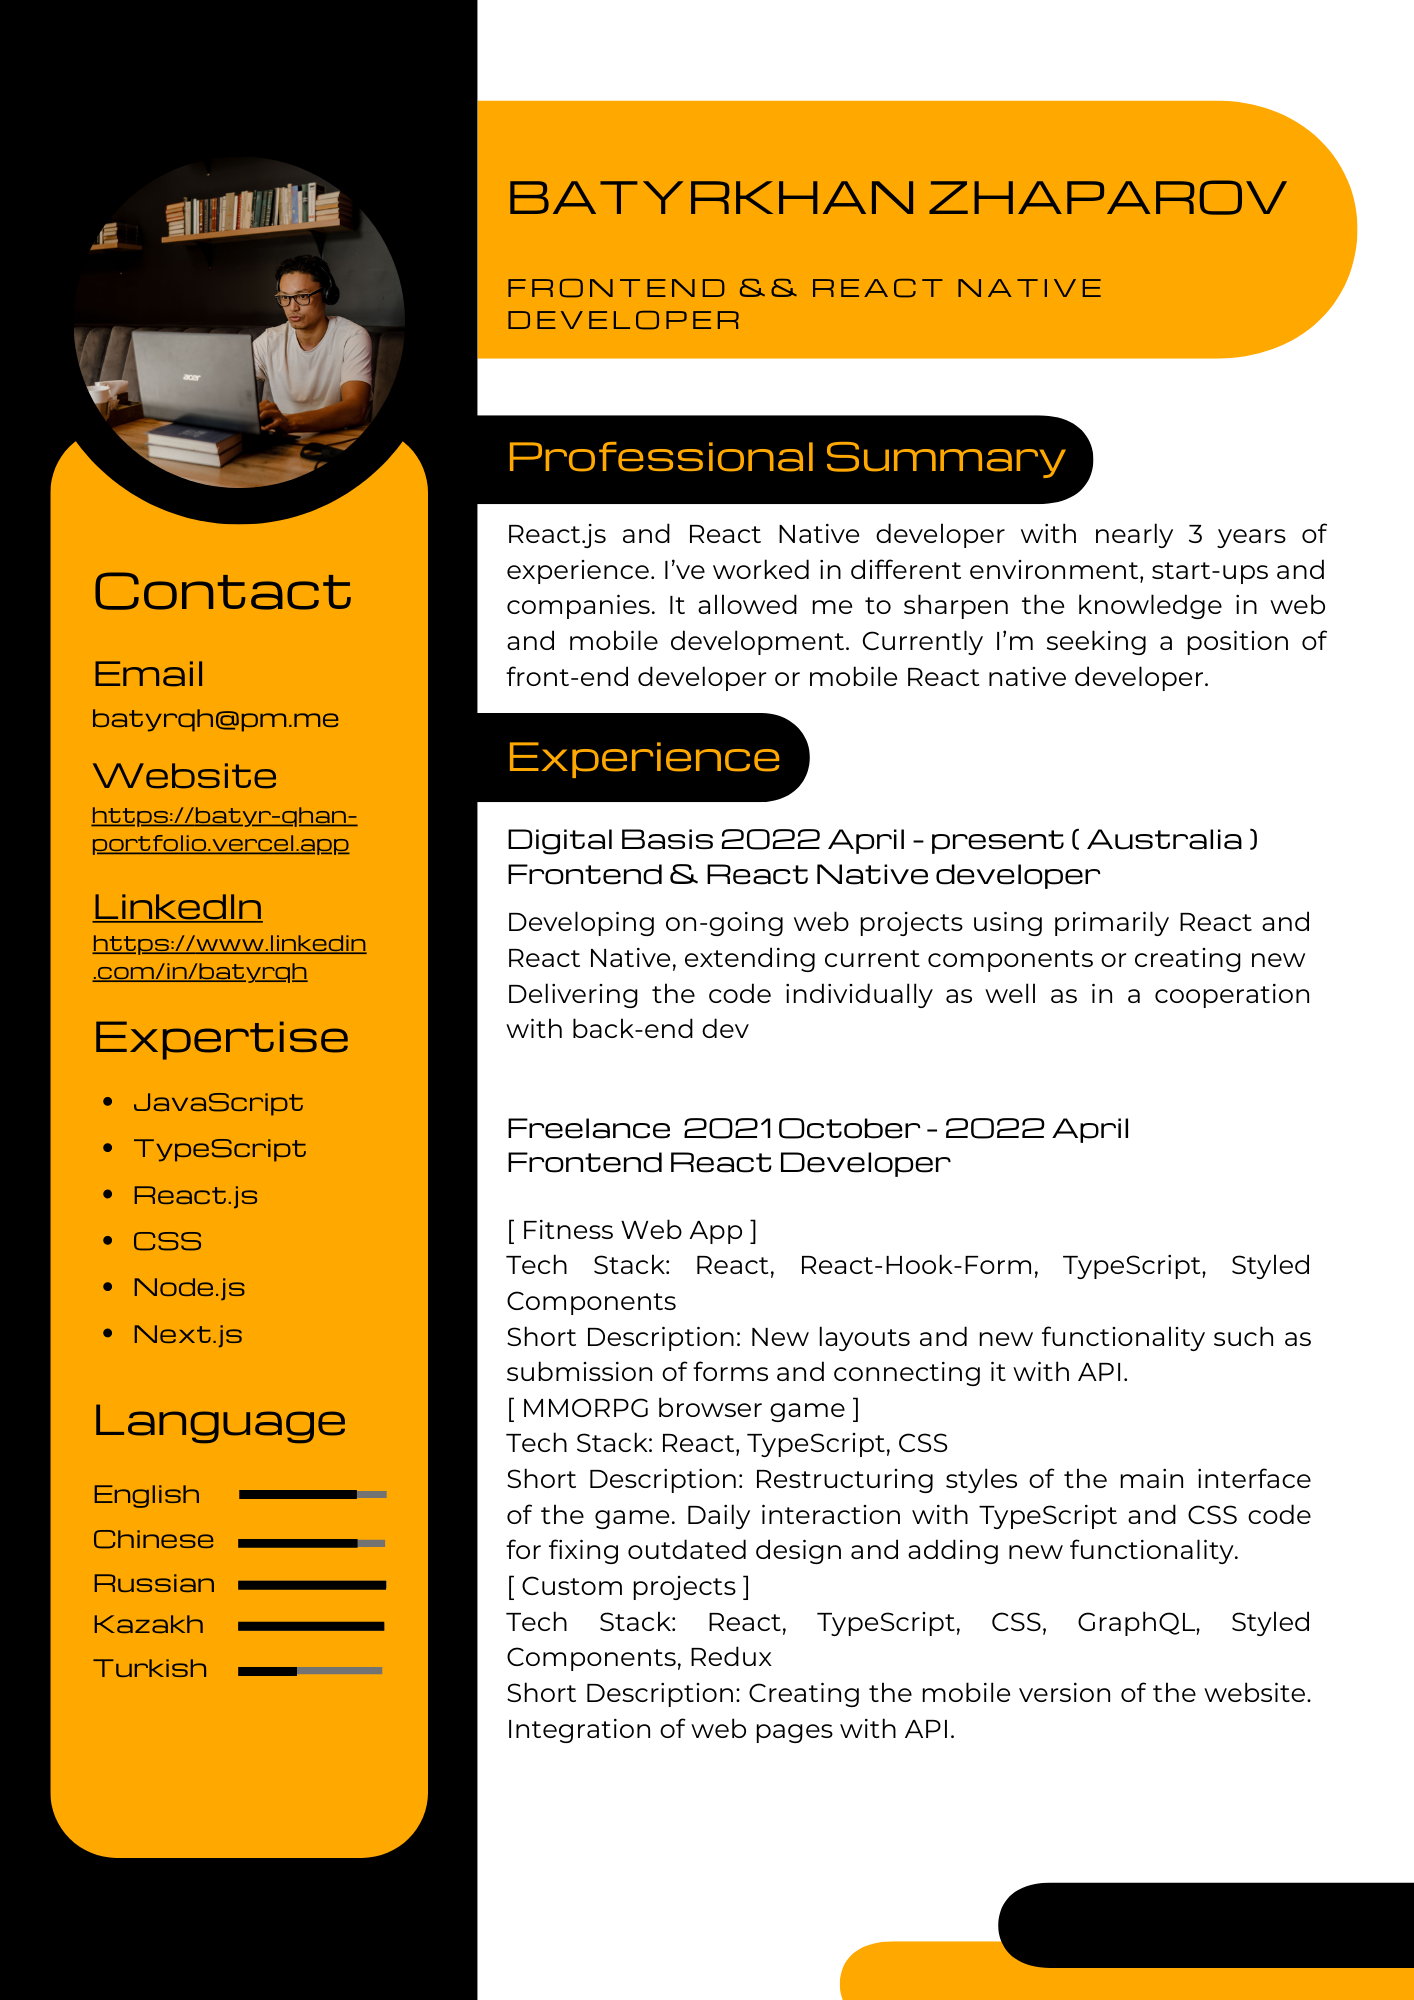 BATYRKHAN ZHAPAROV
FRONTEND && REACT NATIVE
DEVELOPER
acer
Contact
Email
batyrqh@pm.me
Website
https://batyr-qhan-
portfolio.vercel.app
LinkedIn
https://www.linkedin
.com/in/batyrqh
Expertise
• JavaScript
• TypeScript
• React.js
• CSS
• Node.js
• Next.js
Language
English
Chinese
Russian
Kazakh
Turkish
Professional Summary
React.js and React Native developer with nearly 3 years of
experience. I’ve worked in different environment, start-ups and
companies. It allowed me to sharpen the knowledge in web
and mobile development. Currently I’m seeking a position of
front-end developer or mobile React native developer.
Experience
Digital Basis 2022 April - present ( Australia )
Frontend & React Native developer
Developing on-going web projects using primarily React and
React Native, extending current components or creating new
Delivering the code individually as well as in a cooperation
with back-end dev
Freelance 2021 October - 2022 April
Frontend React Developer
[ Fitness Web App ]
Tech Stack: React, React-Hook-Form, TypeScript, Styled
Components
Short Description: New layouts and new functionality such as
submission of forms and connecting it with API.
[ MMORPG browser game ]
Tech Stack: React, TypeScript, CSS
Short Description: Restructuring styles of the main interface
of the game. Daily interaction with TypeScript and CSS code
for fixing outdated design and adding new functionality.
[ Custom projects ]
Tech Stack: React, TypeScript, CSS, GraphQL, Styled
Components, Redux
Short Description: Creating the mobile version of the website.
Integration of web pages with API.